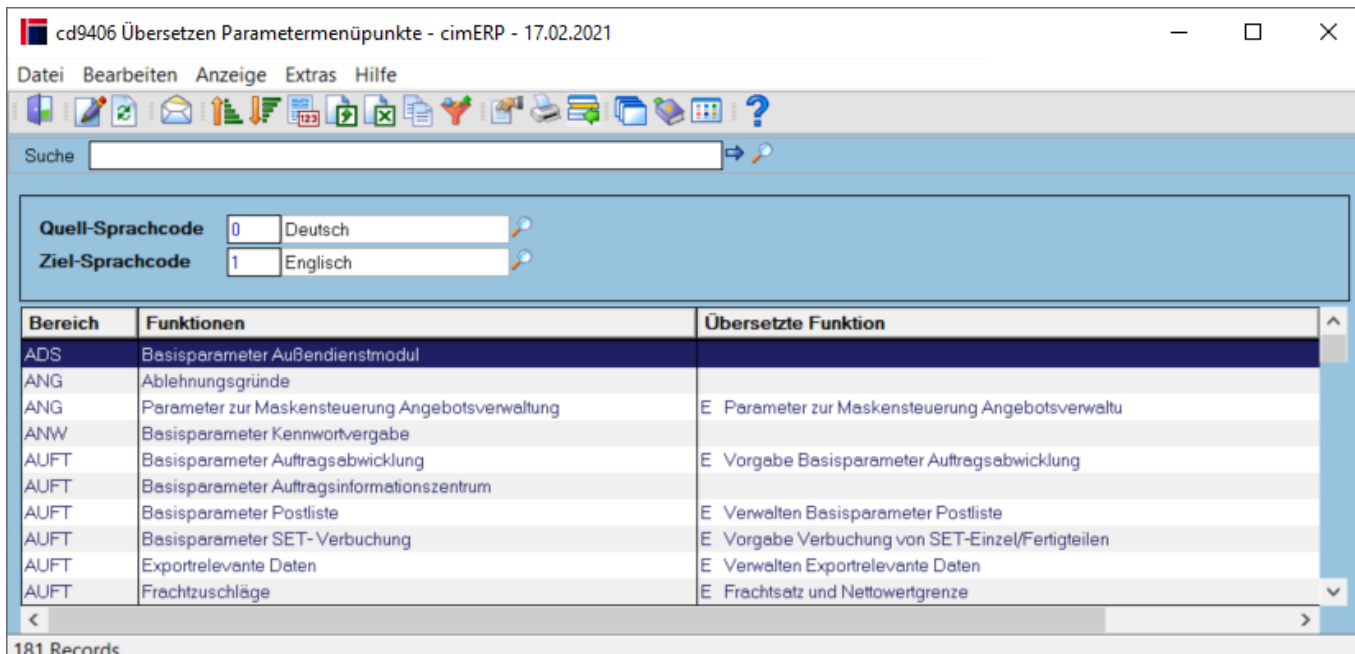 cd9406 Übersetzen Parametermenüpunkte - cimERP - 17.02.2021
Datei Bearbeiten Anzeige Extras Hilfe
123 ?
Suche
Quell-Sprachcode 0 Deutsch
Ziel-Sprachcode 1 Englisch
Bereich Funktionen Übersetzte Funktion
ADS Basisparameter Außendienstmodul
ANG Ablehnungsgründe
ANG Parameter zur Maskensteuerung Angebotsverwaltung E Parameter zur Maskensteuerung Angebotsverwaltu
ANW Basisparameter Kennwortvergabe
AUFT Basisparameter Auftragsabwicklung E Vorgabe Basisparameter Auftragsabwicklung
AUFT Basisparameter Auftragsinformationszentrum
AUFT Basisparameter Postliste E Verwalten Basisparameter Postliste
AUFT Basisparameter SET- Verbuchung E Vorgabe Verbuchung von SET-Einzel/Fertigteilen
AUFT Exportrelevante Daten E Verwalten Exportrelevante Daten
AUFT Frachtzuschläge E Frachtsatz und Nettowertgrenze
181 Records